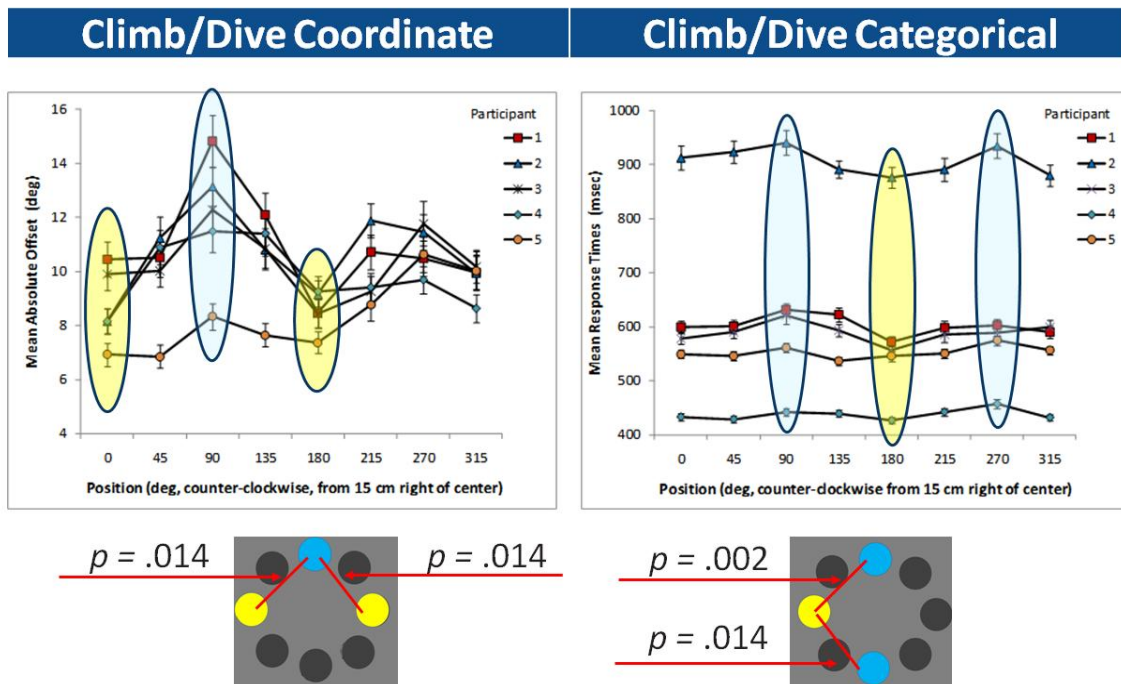 Climb/Dive Coordinate
Climb/Dive Categorical
16
14
12
10
8
6
4
Mean Absolute Offset (deg)
Participant
1
2
3
4
5
0 45 90 135 180 215 270 315
Position (deg, counter-clockwise, from 15 cm right of center)
1000
900
800
700
600
500
400
Mean Response Times (msec)
Participant
1
2
3
4
5
0 45 90 135 180 215 270 315
Position (deg, counter-clockwise from 15 cm right of center)
p = .014
p = .014
p = .002
p = .014